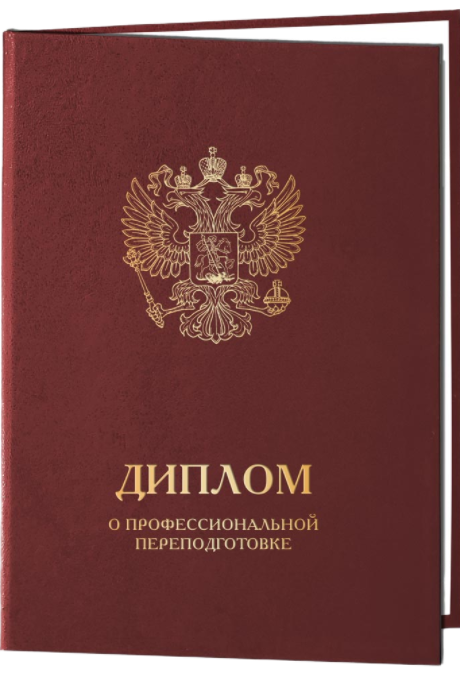 ДИПЛОМ
О ПРОФЕССИОНАЛЬНОЙ
ПЕРЕПОДГОТОВКЕ